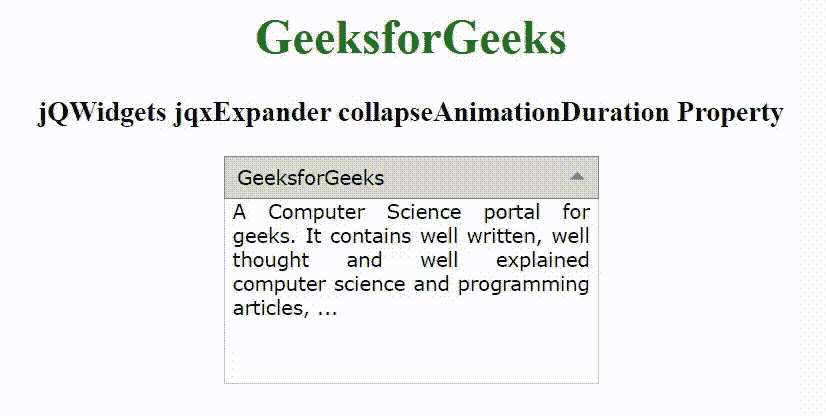 GeeksforGeeks
jQWidgets jqxExpander collapseAnimationDuration Property
GeeksforGeeks
A Computer Science portal for
geeks. It contains well written, well
thought and well explained
computer science and programming
articles, ...